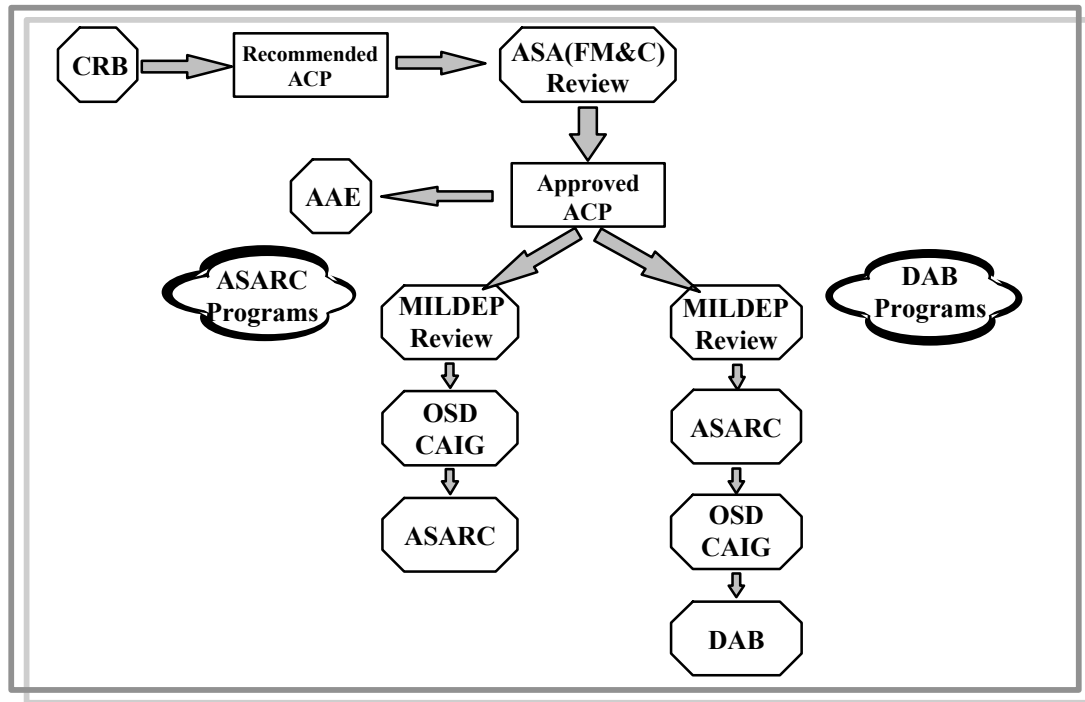 CRB
Recommended
ACP
ASA(FM&C)
Review
AAE
Approved
ACP
ASARC
Programs
MILDEP
Review
OSD
CAIG
ASARC
DAB
Programs
MILDEP
Review
ASARC
OSD
CAIG
DAB